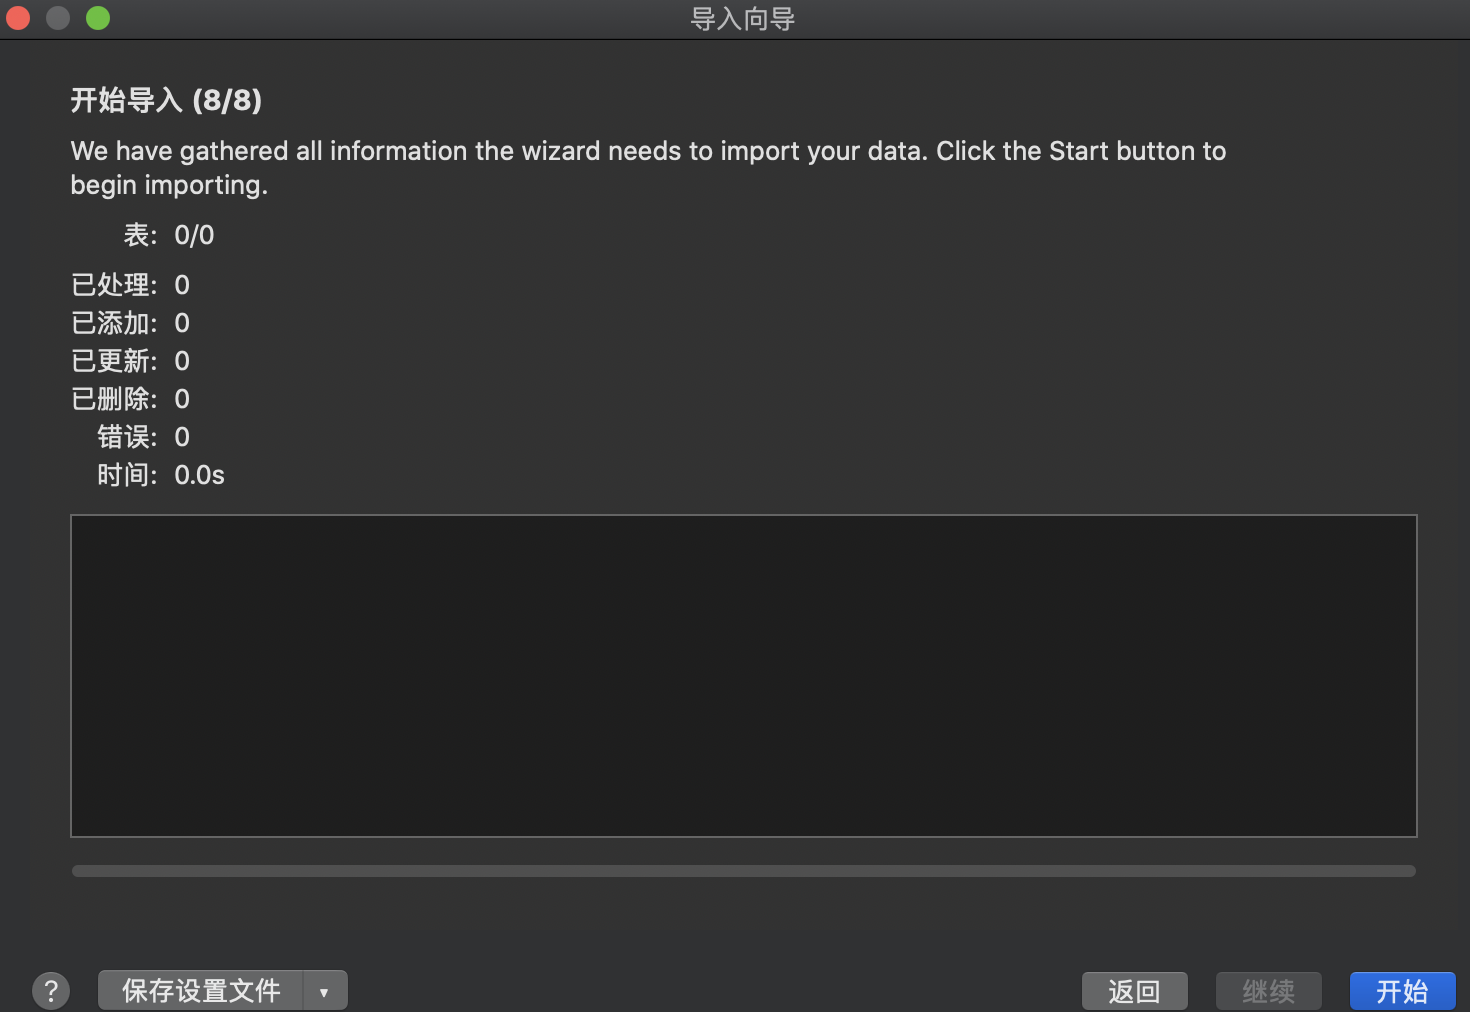 导入向导
开始导入 (8/8)
We have gathered all information the wizard needs to import your data. Click the Start button to
begin importing.
表: 0/0
已处理: 0
已添加: 0
已更新: 0
已删除: 0
错误: 0
时间: 0.0s
? 保存设置文件 ▼ 返回 继续 开始